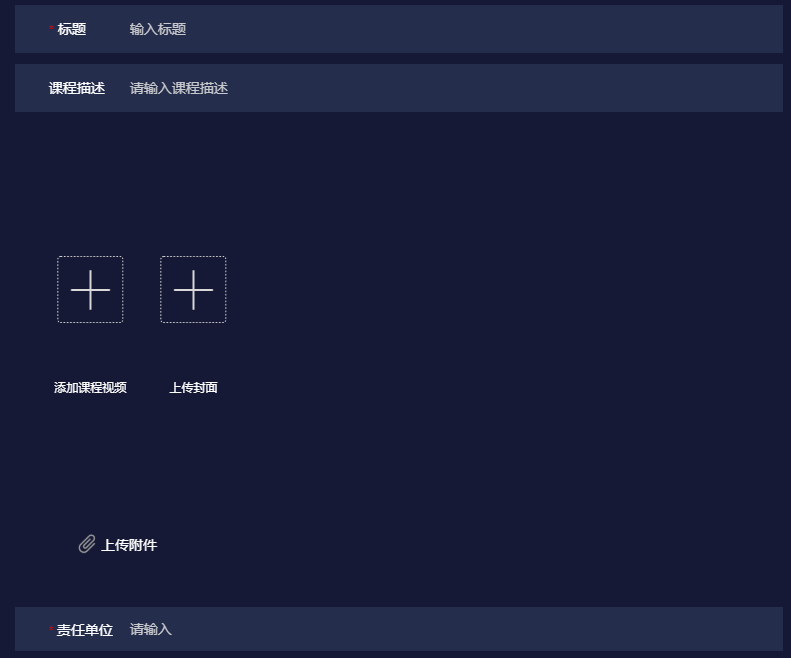 * 标题 输入标题
课程描述 请输入课程描述
添加课程视频 上传封面
上传附件
* 责任单位 请输入